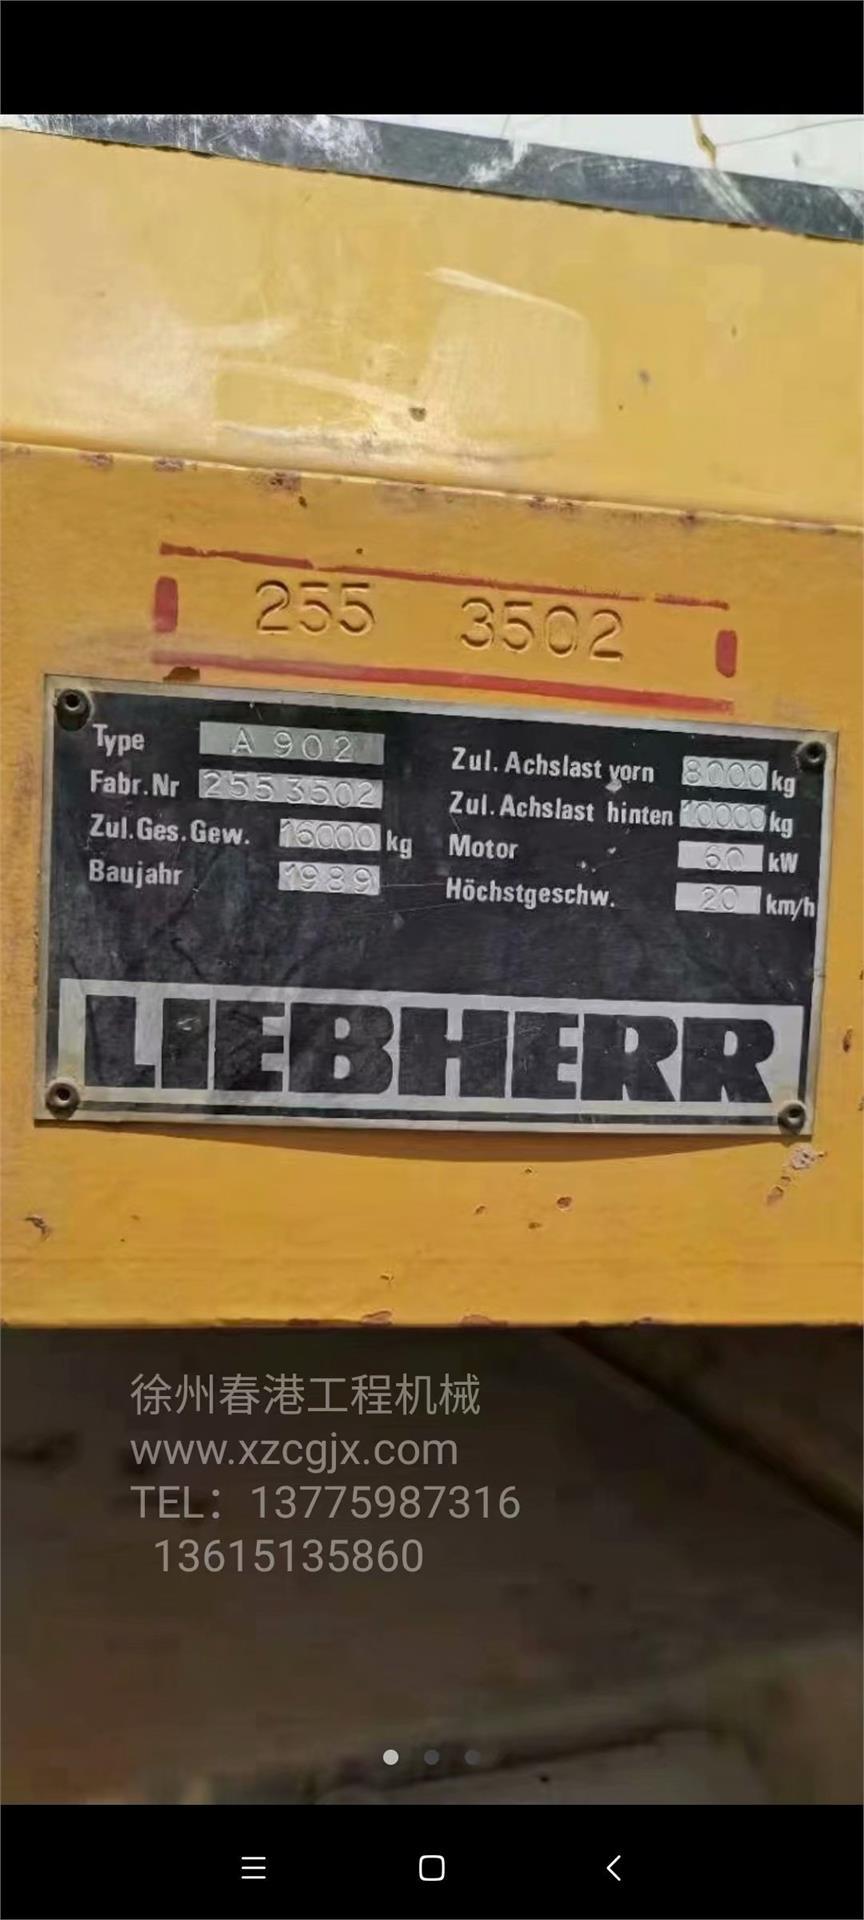 255 3502
Type A 902
Fabr.Nr 255 3502
Zul.Ges.Gew. 16000 kg
Baujahr 1989
Zul. Achslast vorn 8000 kg
Zul. Achslast hinten 10000 kg
Motor 60 kW
Höchstgeschw. 20 km/h
LIEBHERR
徐州春港工程机械
www.xzcgjx.com
TEL：13775987316
13615135860